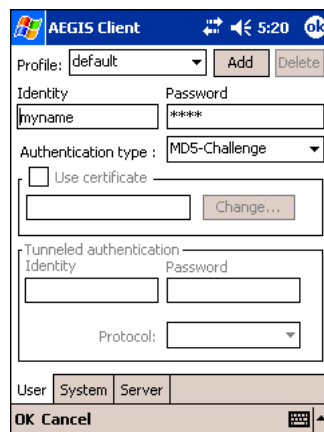 AEGIS Client 5:20 ok
Profile: default Add Delete
Identity Password
myname ****
Authentication type : MD5-Challenge
Use certificate
Change...
Tunneled authentication
Identity Password
Protocol:
User System Server
OK Cancel